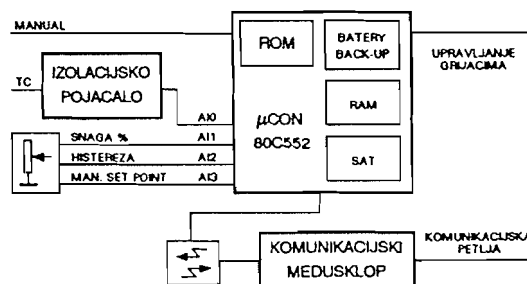 MANUAL
ROM
BATERY
BACK-UP
UPRAVLJANJE
GRIJACIMA
TC
IZOLACIJSKO
POJACALO
RAM
AI0
µCON
80C552
SNAGA % AI1
HISTEREZA AI2
SAT
MAN. SET POINT AI3
KOMUNIKACIJSKI
MEDUSKLOP
KOMUNIKACIJSKA
PETLJA